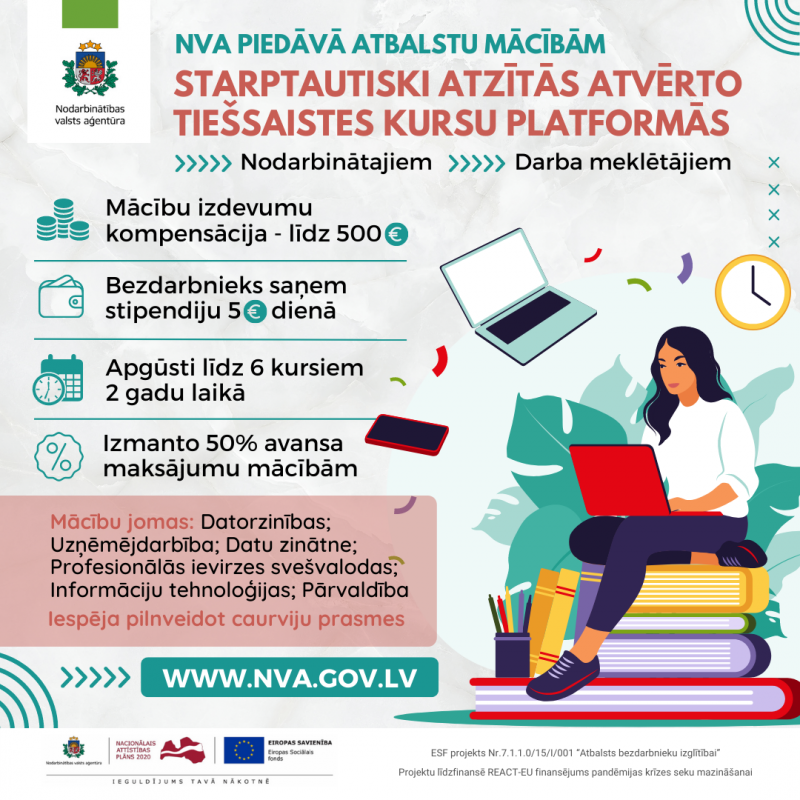 Nodarbinātības
valsts aģentūra
NVA PIEDĀVĀ ATBALSTU MĀCĪBĀM
STARPTAUTISKI ATZĪTĀS ATVĒRTO
TIEŠSAISTES KURSU PLATFORMĀS
>>>>> Nodarbinātajiem >>>>> Darba meklētājiem
Mācību izdevumu
kompensācija - līdz 500 €
Bezdarbnieks saņem
stipendiju 5 € dienā
Apgūsti līdz 6 kursiem
2 gadu laikā
%
Izmanto 50% avansa
maksājumu mācībām
Mācību jomas: Datorzinības;
Uzņēmējdarbība; Datu zinātne;
Profesionālās ievirzes svešvalodas;
Informāciju tehnoloģijas; Pārvaldība
Iespēja pilnveidot caurviju prasmes
>>>>> WWW.NVA.GOV.LV
Nodarbinātības valsts aģentūra
NACIONĀLAIS
ATTĪSTĪBAS
PLĀNS 2020
EIROPAS SAVIENĪBA
Eiropas Sociālais
fonds
IEGULDĪJUMS TAVĀ NĀKOTNĒ
ESF projekts Nr.7.1.1.0/15/I/001 "Atbalsts bezdarbnieku izglītībai"
Projektu līdzfinansē REACT-EU finansējums pandēmijas krīzes seku mazināšanai